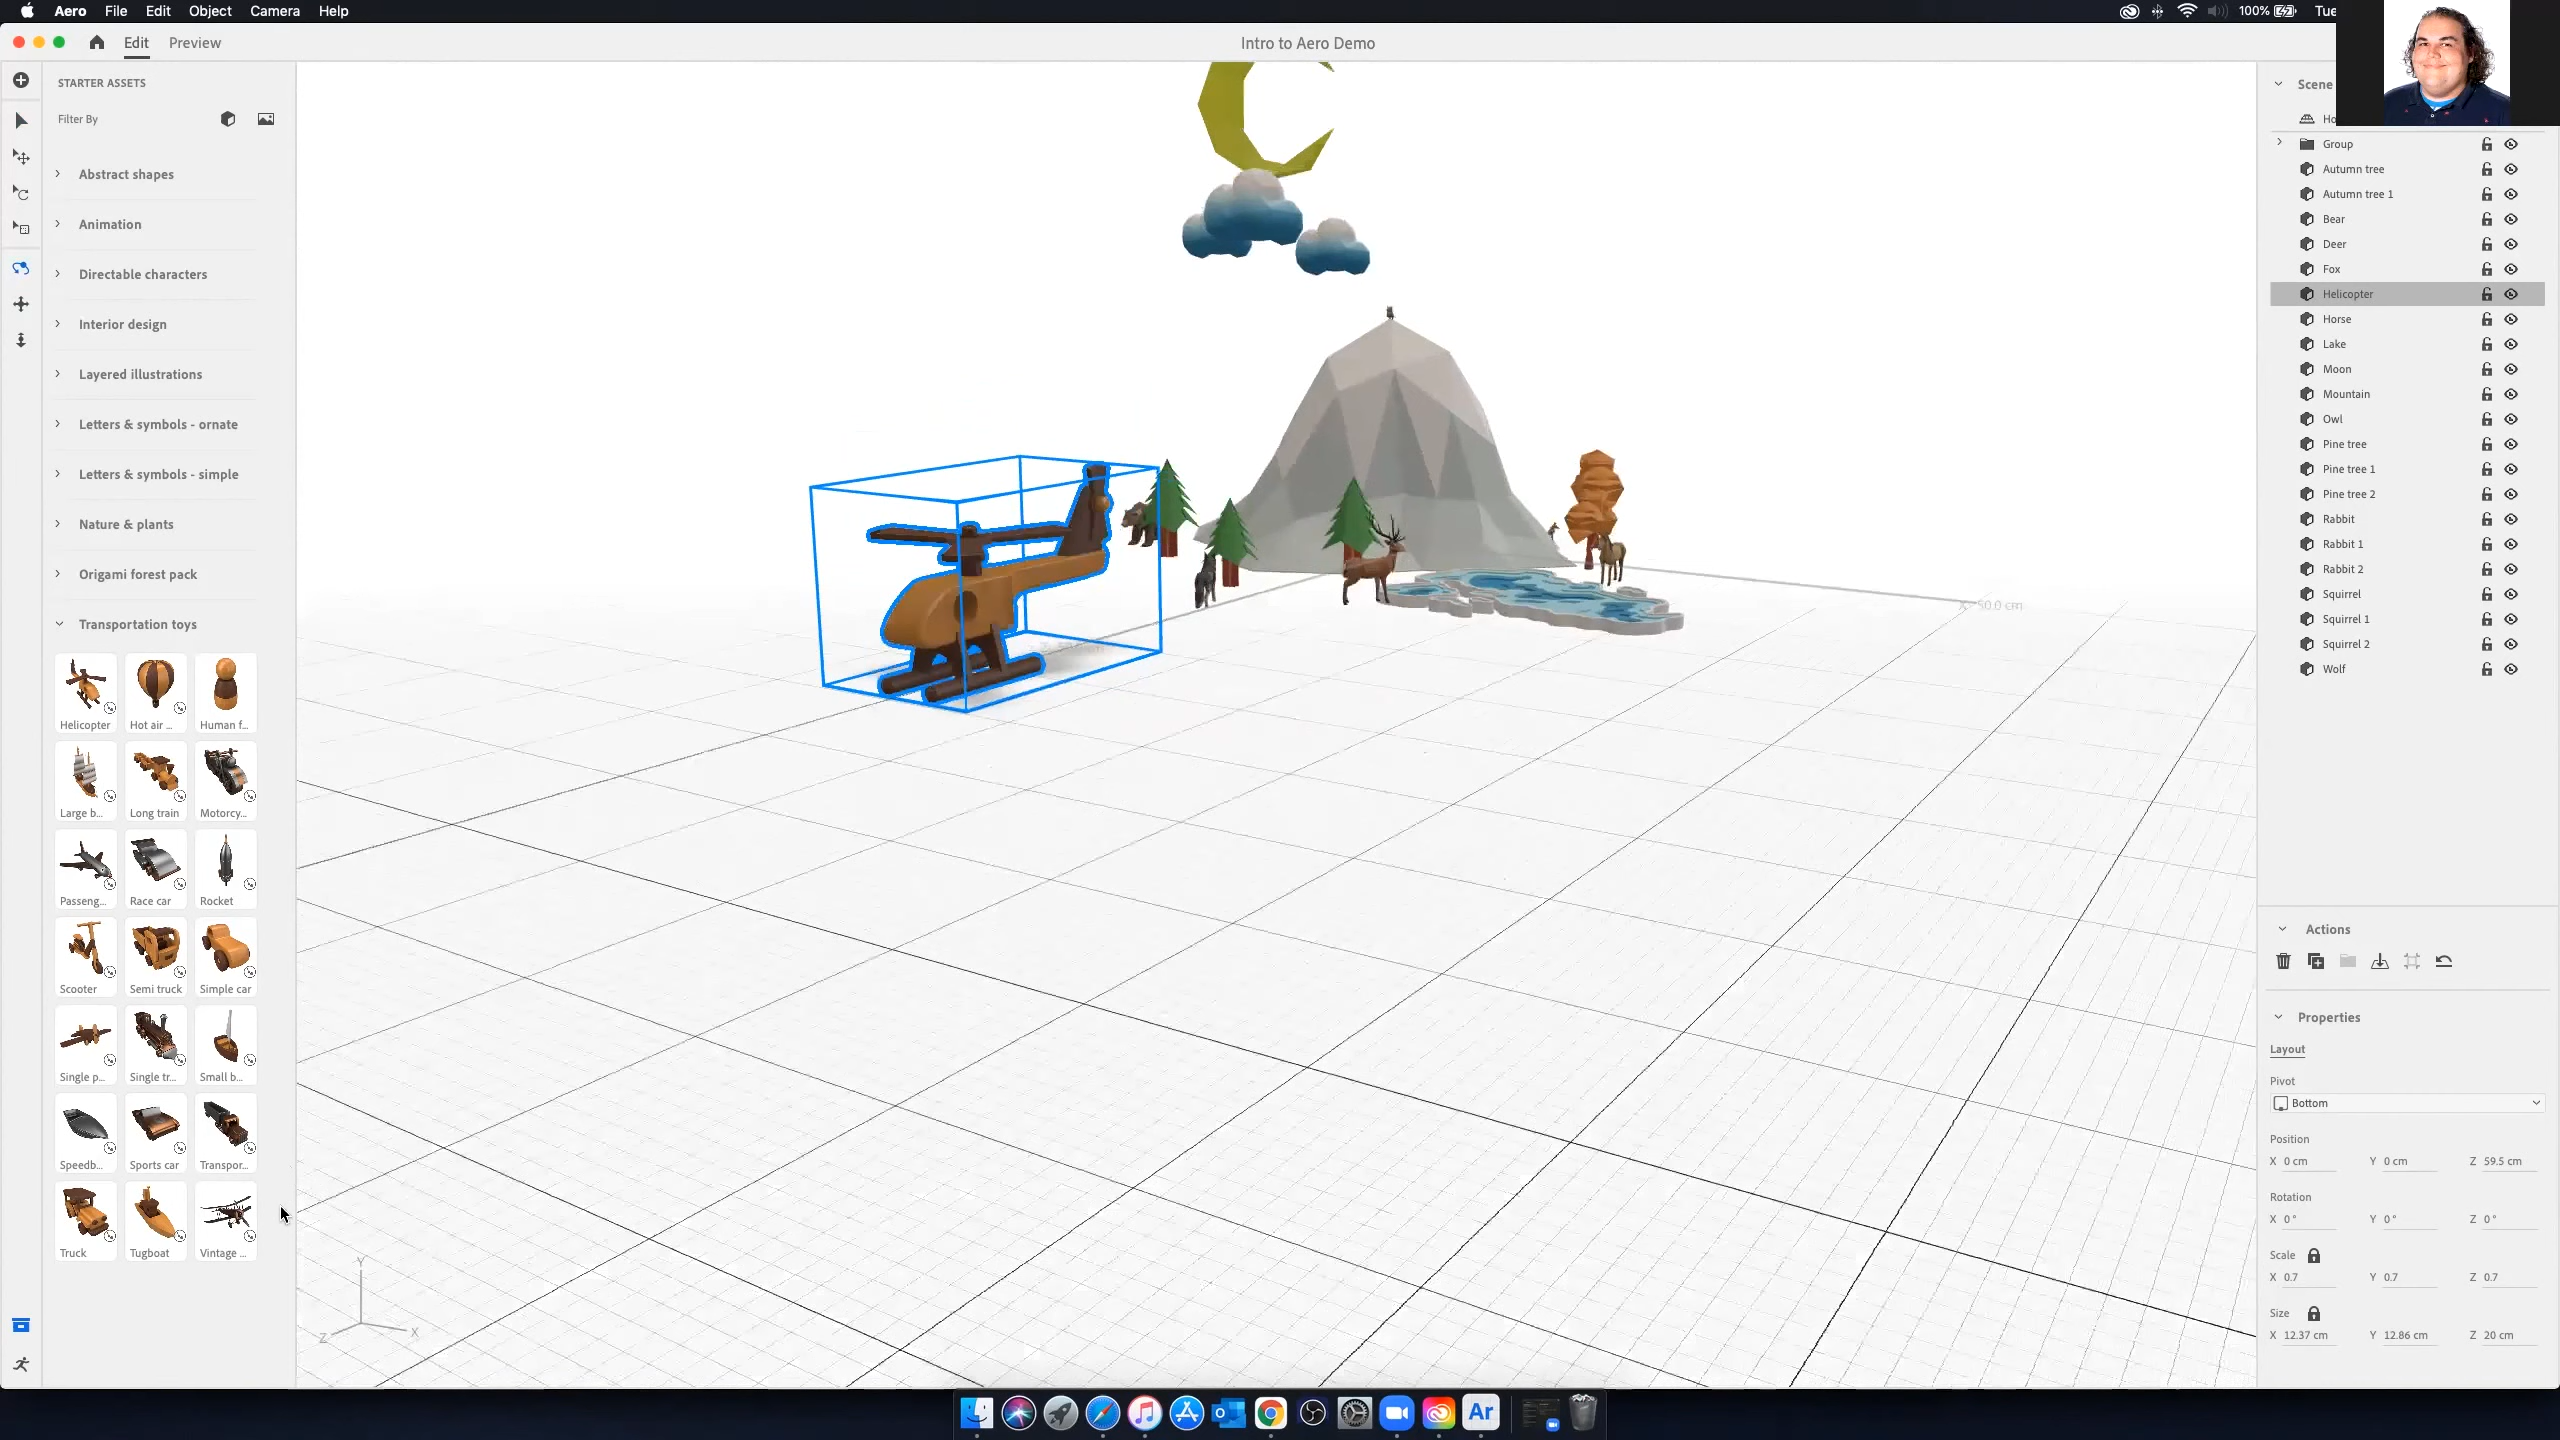 Aero File Edit Object Camera Help
100% Tue
Edit Preview
Intro to Aero Demo
STARTER ASSETS
Filter By
Abstract shapes
Animation
Directable characters
Interior design
Layered illustrations
Letters & symbols - ornate
Letters & symbols - simple
Nature & plants
Origami forest pack
Transportation toys
Helicopter Hot air ... Human f...
Large b... Long train Motorcy...
Passeng... Race car Rocket
Scooter Semi truck Simple car
Single p... Single tr... Small b...
Speedb... Sports car Transpor...
Truck Tugboat Vintage ...
X: 50.0 cm
Y
Z X
Scene
Ho
Group
Autumn tree
Autumn tree 1
Bear
Deer
Fox
Helicopter
Horse
Lake
Moon
Mountain
Owl
Pine tree
Pine tree 1
Pine tree 2
Rabbit
Rabbit 1
Rabbit 2
Squirrel
Squirrel 1
Squirrel 2
Wolf
Actions
Properties
Layout
Pivot
Bottom
Position
X 0 cm Y 0 cm Z 59.5 cm
Rotation
X 0° Y 0° Z 0°
Scale
X 0.7 Y 0.7 Z 0.7
Size
X 12.37 cm Y 12.86 cm Z 20 cm
Ar